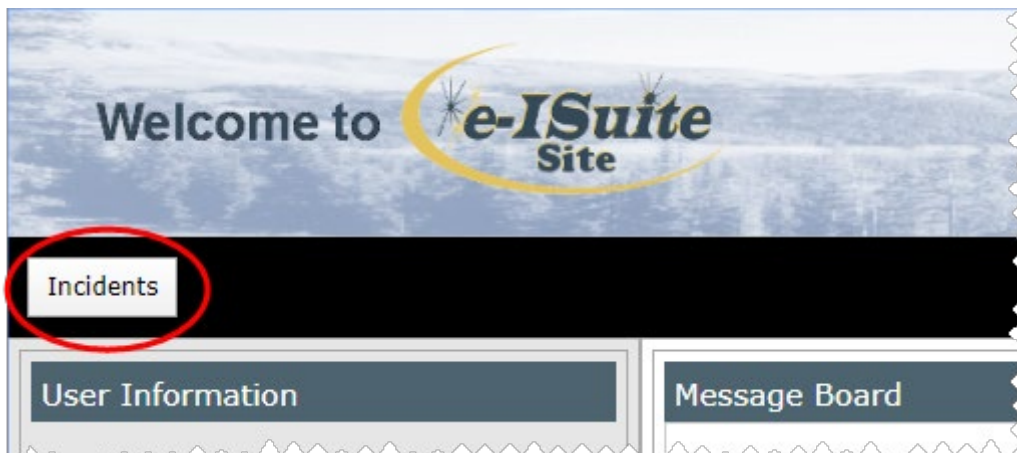 Welcome to e-ISuite
Site
Incidents
User Information
Message Board